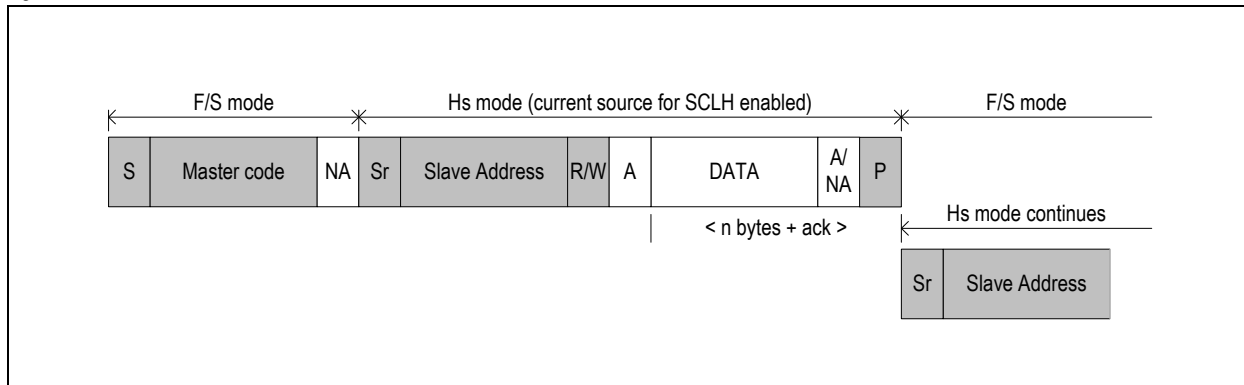 F/S mode
Hs mode (current source for SCLH enabled)
F/S mode
S
Master code
NA
Sr
Slave Address
R/W
A
DATA
A/
NA
P
< n bytes + ack >
Hs mode continues
Sr
Slave Address